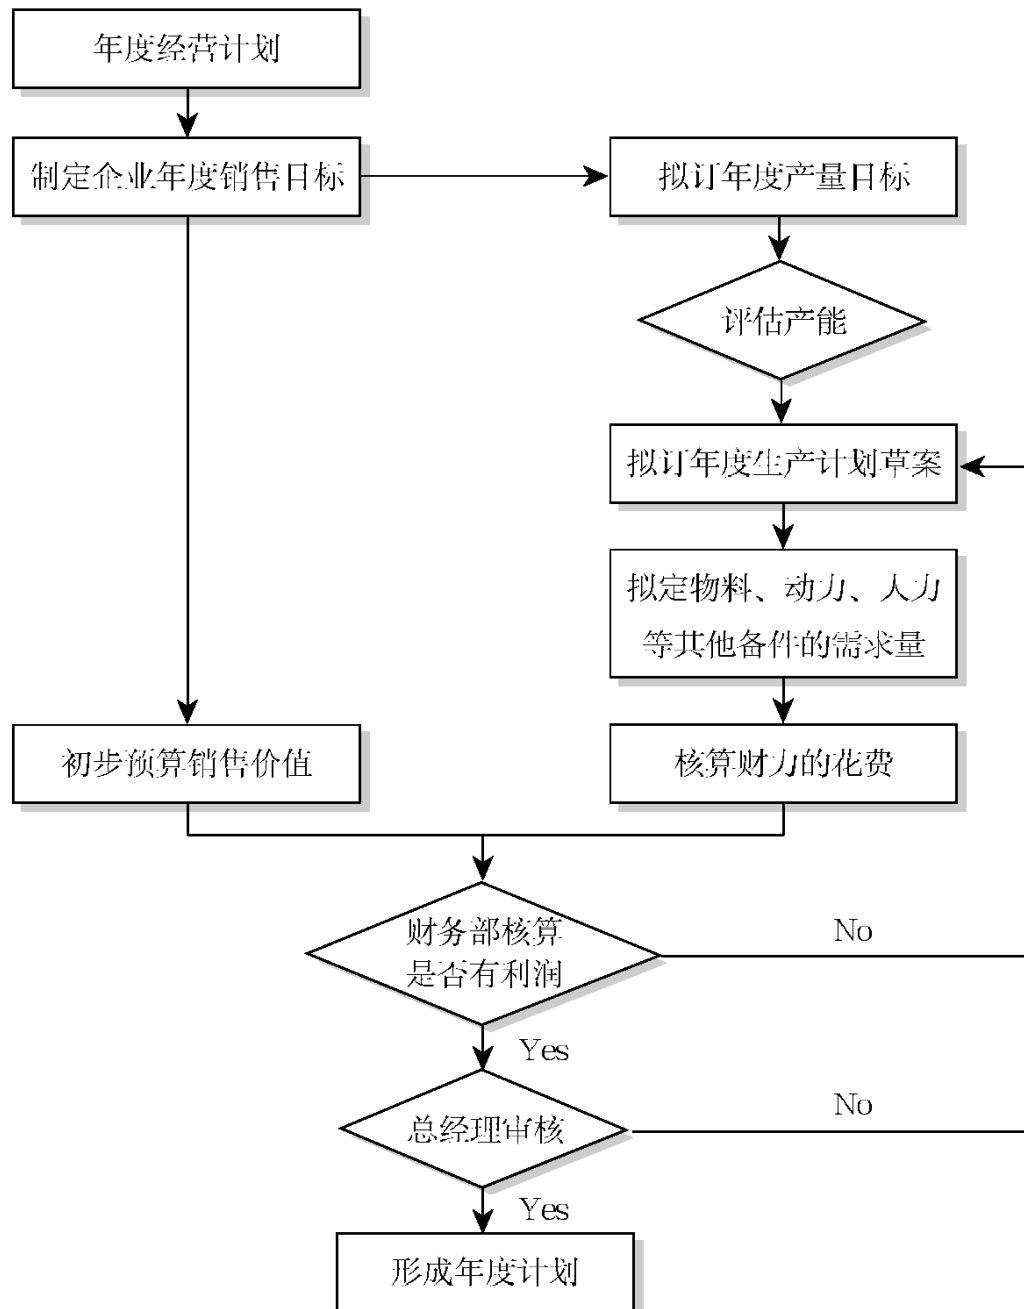 年度经营计划
制定企业年度销售目标
拟订年度产量目标
评估产能
拟订年度生产计划草案
拟定物料、动力、人力
等其他备件的需求量
初步预算销售价值
核算财力的花费
财务部核算
是否有利润
No
Yes
总经理审核
No
Yes
形成年度计划